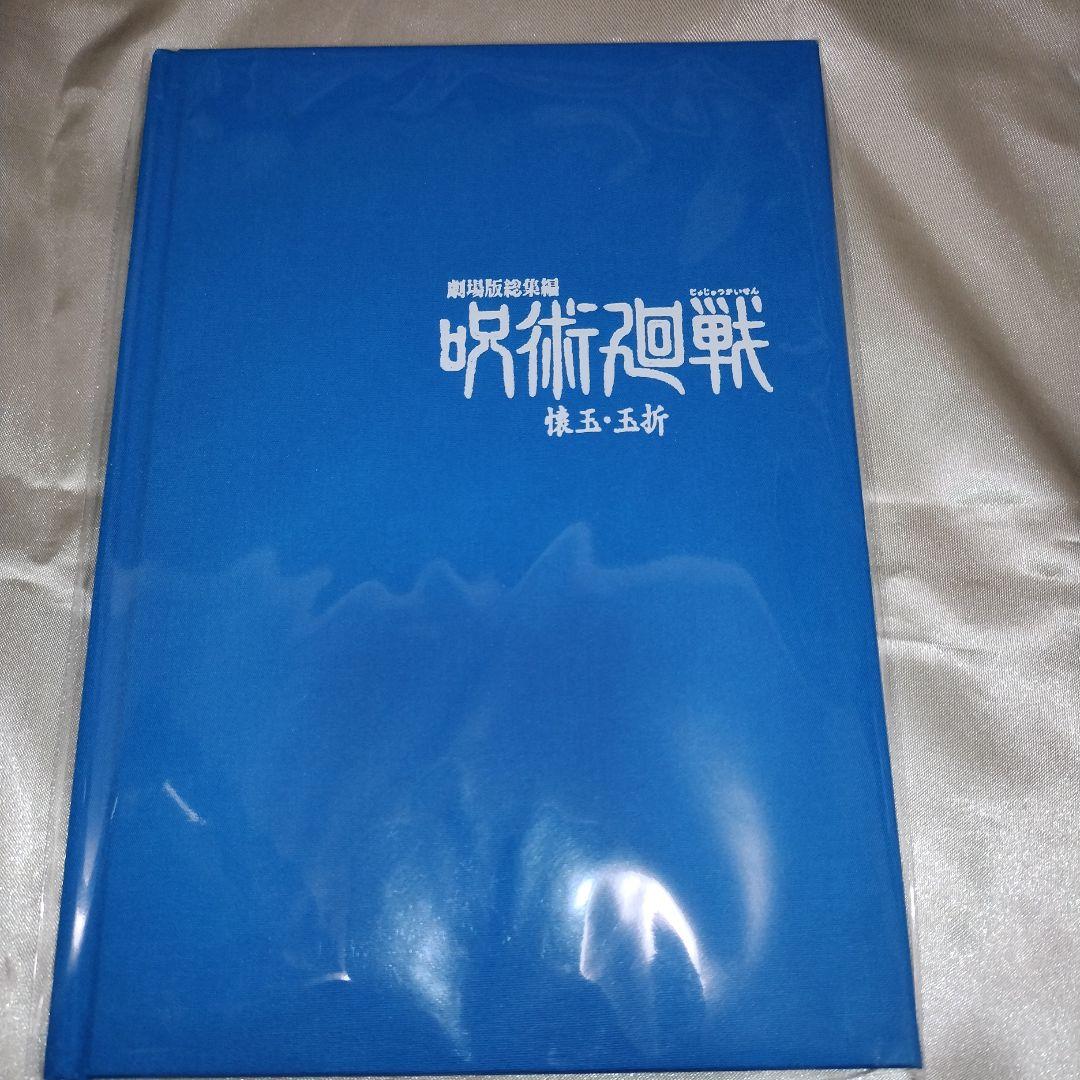 劇場版総集編
じゅじゅつかいせん
呪術廻戦
懐玉・玉折